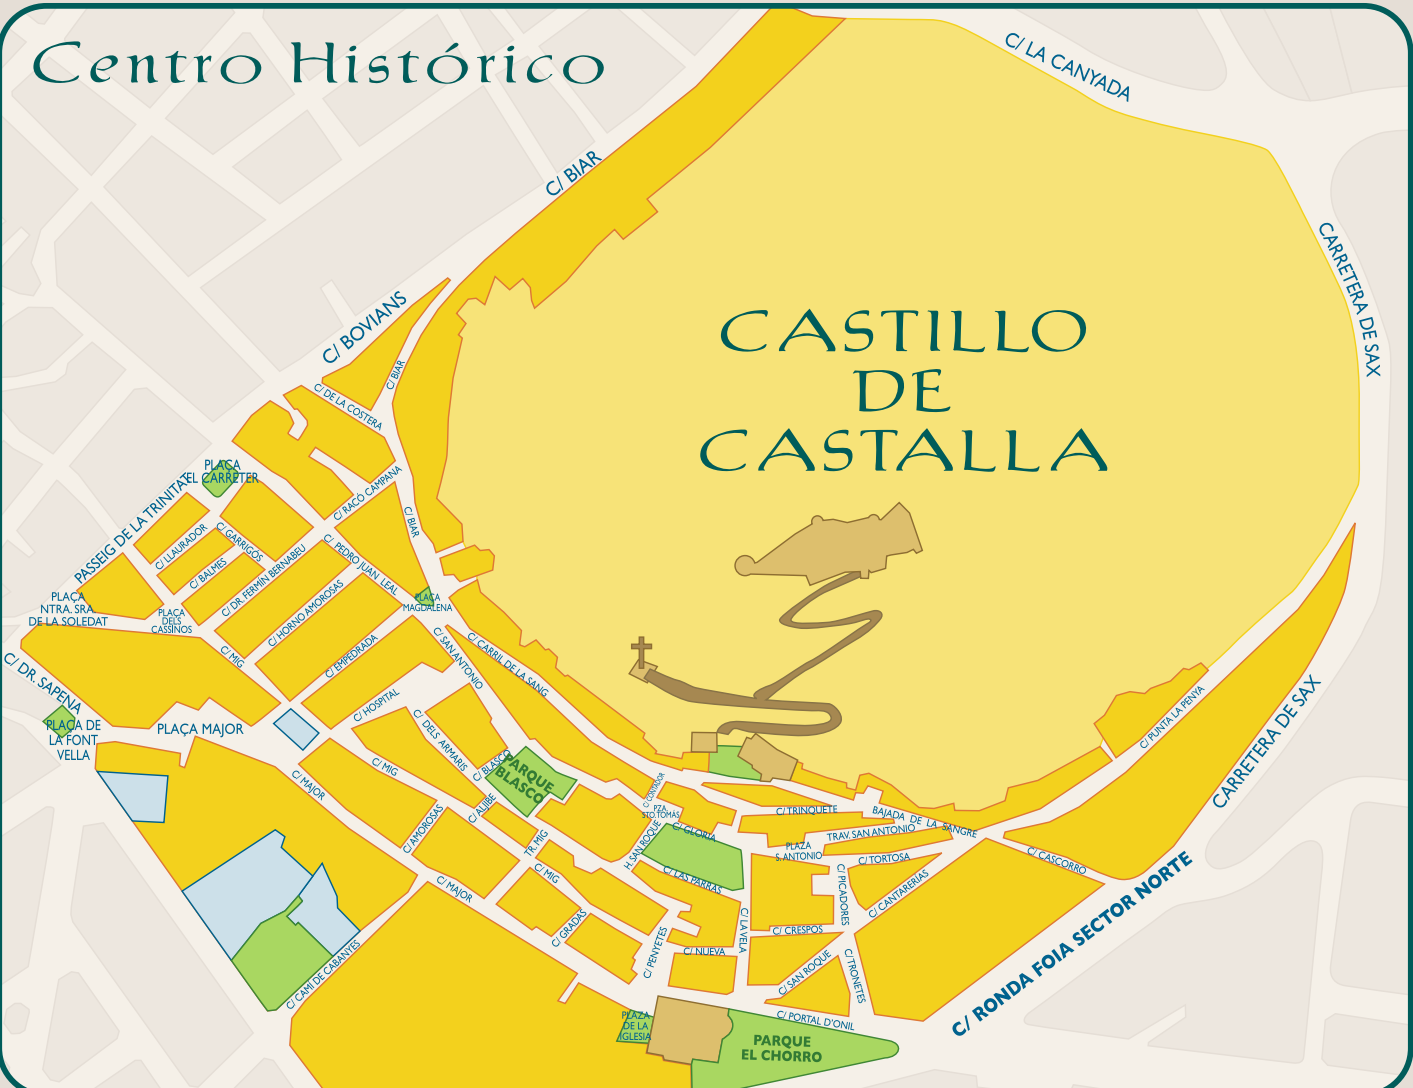 Centro Histórico
C/ LA CANYADA
C/ BIAR
CARRETERA DE SAX
C/ BOVIANS
CASTILLO
DE
CASTALLA
C/ BIAR
C/ DE LA COSTERA
PLAÇA
EL CARRETER
C/ RACÓ CAMPANA
C/ BIAR
PASSEIG DE LA TRINITAT
C/ LLAURADOR
C/ GARRIGÓS
C/ BALMES
C/ DR. FERMÍN BERNABEU
C/ PEDRO JUAN LEAL
PLAÇA
NTRA. SRA.
DE LA SOLEDAT
PLAÇA
DELS
CASSINOS
C/ HORNO AMOROSAS
PLAÇA
MAGDALENA
C/ MIG
C/ EMPEDRADA
C/ SAN ANTONIO
C/ CARRIL DE LA SANG
C/ DR. SAPENA
C/ HOSPITAL
PLAÇA DE
LA FONT
VELLA
PLAÇA MAJOR
C/ DELS ARMARIS
C/ PUNTA LA PENYA
CARRETERA DE SAX
C/ MIG
C/ BLASCO
PARQUE
BLASCO
C/ MAJOR
C/ ALJUBE
C/ CONTADOR
PZA.
STO.TOMÁS
C/ TRINQUETE
BAJADA DE LA SANGRE
C/ AMOROSAS
TR. MIG
H. SAN ROQUE
C/ GLORIA
TRAV. SAN ANTONIO
PLAZA
S. ANTONIO
C/ TORTOSA
C/ CASCORRO
C/ MIG
C/ LAS PARRAS
C/ PICADORES
C/ CANTARERIAS
C/ MAJOR
C/ GRADAS
C/ LA VELA
C/ CRESPOS
C/ PENYETES
C/ NUEVA
C/ SAN ROQUE
C/ TRONETES
C/ CAMÍ DE CABANYES
C/ RONDA FOIA SECTOR NORTE
PLAZA
DE LA
IGLESIA
C/ PORTAL D'ONIL
PARQUE
EL CHORRO